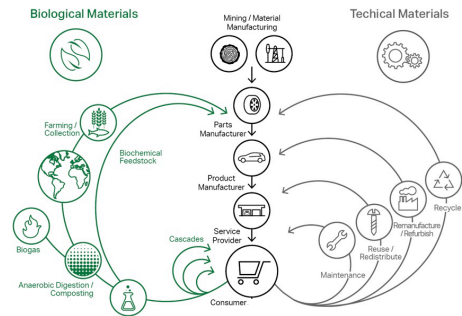 Biological Materials
Mining / Material
Manufacturing
Techical Materials
Farming /
Collection
Parts
Manufacturer
Biochemical
Feedstock
Product
Manufacturer
Recycle
Remanufacture
/ Refurbish
Biogas
Service
Provider
Reuse /
Redistribute
Cascades
Maintenance
Anaerobic Digestion /
Composting
Consumer